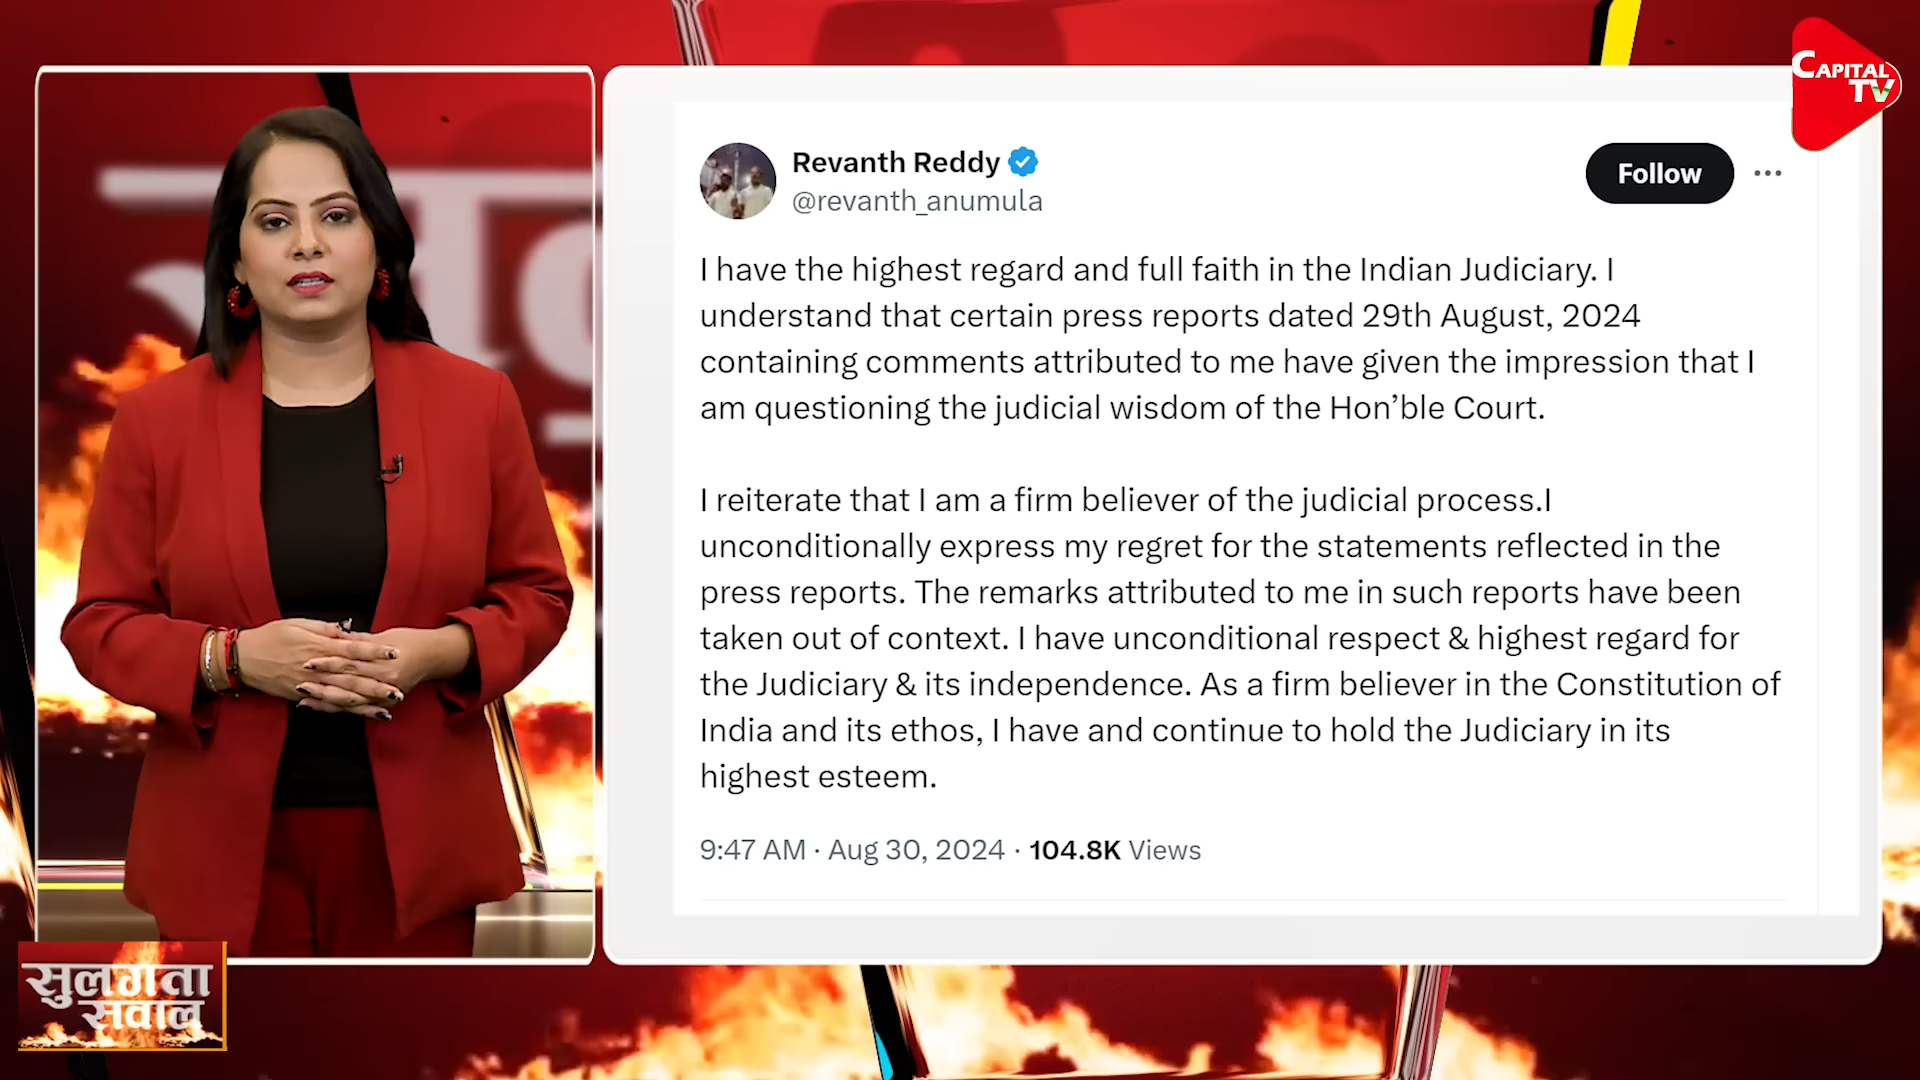 CAPITAL
TV
Revanth Reddy
@revanth_anumula
Follow
I have the highest regard and full faith in the Indian Judiciary. I
understand that certain press reports dated 29th August, 2024
containing comments attributed to me have given the impression that I
am questioning the judicial wisdom of the Hon’ble Court.
I reiterate that I am a firm believer of the judicial process.I
unconditionally express my regret for the statements reflected in the
press reports. The remarks attributed to me in such reports have been
taken out of context. I have unconditional respect & highest regard for
the Judiciary & its independence. As a firm believer in the Constitution of
India and its ethos, I have and continue to hold the Judiciary in its
highest esteem.
9:47 AM · Aug 30, 2024 · 104.8K Views
सुलगता
सवाल